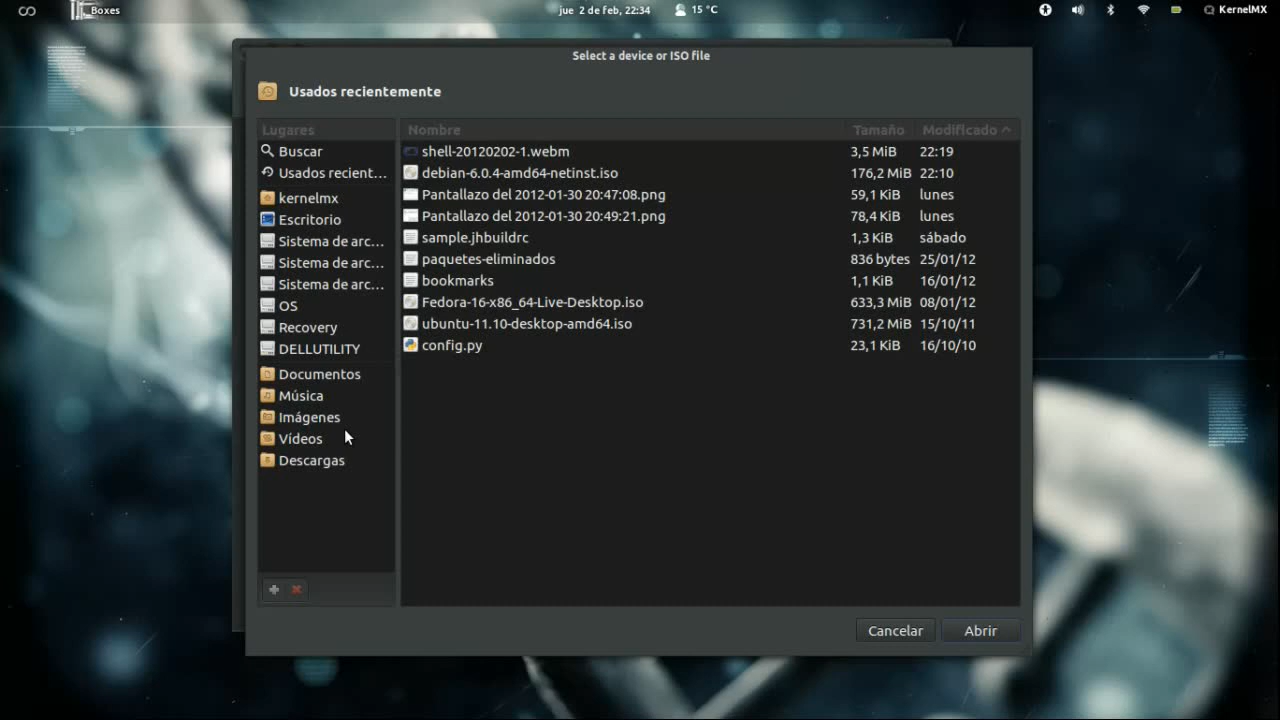 Boxes jue 2 de feb, 22:34 15 °C KernelMX
Select a device or ISO file
Usados recientemente
Lugares Nombre Tamaño Modificado
Buscar shell-20120202-1.webm 3,5 MiB 22:19
Usados recient... debian-6.0.4-amd64-netinst.iso 176,2 MiB 22:10
kernelmx Pantallazo del 2012-01-30 20:47:08.png 59,1 KiB lunes
Escritorio Pantallazo del 2012-01-30 20:49:21.png 78,4 KiB lunes
Sistema de arc... sample.jhbuildrc 1,3 KiB sábado
Sistema de arc... paquetes-eliminados 836 bytes 25/01/12
Sistema de arc... bookmarks 1,1 KiB 16/01/12
OS Fedora-16-x86_64-Live-Desktop.iso 633,3 MiB 08/01/12
Recovery ubuntu-11.10-desktop-amd64.iso 731,2 MiB 15/10/11
DELLUTILITY config.py 23,1 KiB 16/10/10
Documentos
Música
Imágenes
Vídeos
Descargas
Cancelar Abrir